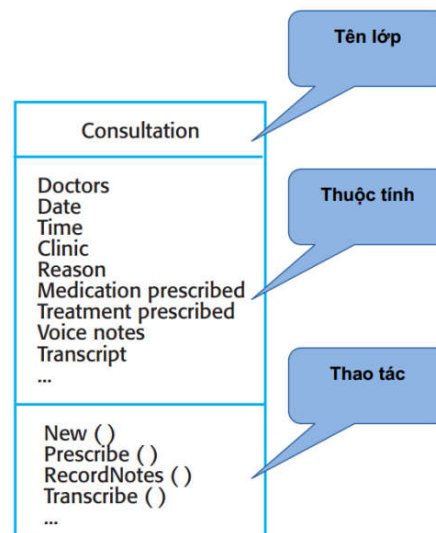 Tên lớp
Consultation
Doctors
Date
Time
Clinic
Reason
Medication prescribed
Treatment prescribed
Voice notes
Transcript
...
Thuộc tính
New ( )
Prescribe ( )
RecordNotes ( )
Transcribe ( )
...
Thao tác